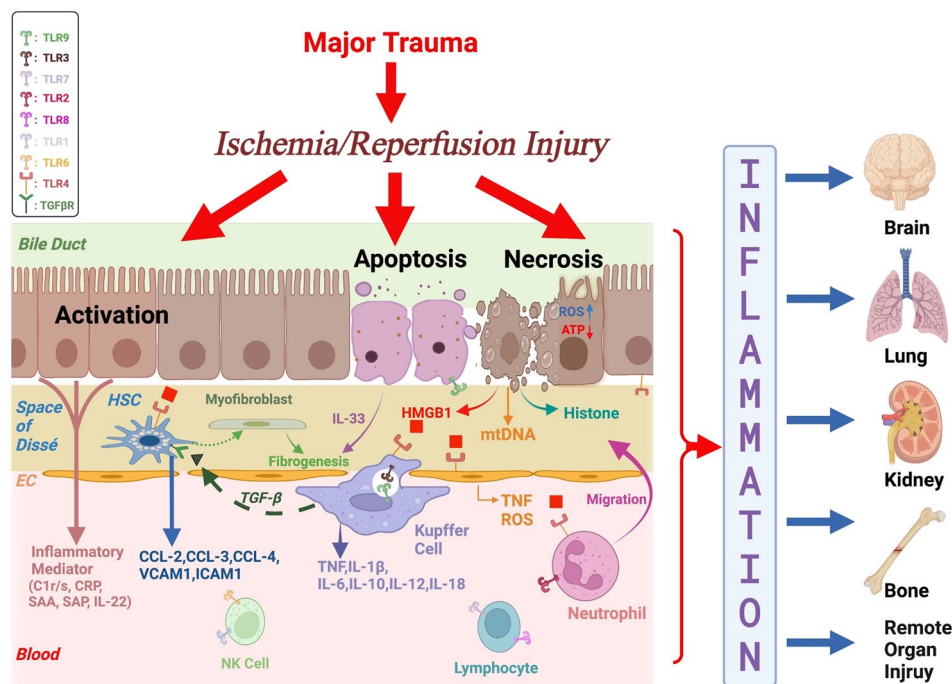 : TLR9
: TLR3
: TLR7
: TLR2
: TLR8
: TLR1
: TLR6
: TLR4
: TGFβR
Major Trauma
Ischemia/Reperfusion Injury
Bile Duct
Activation
Apoptosis
Necrosis
ROS
ATP
Space
of
Dissé
HSC
Myofibroblast
Fibrogenesis
IL-33
HMGB1
mtDNA
Histone
EC
TGF-β
Kupffer
Cell
TNF
ROS
Migration
Inflammatory
Mediator
(C1r/s, CRP,
SAA, SAP, IL-22)
CCL-2,CCL-3,CCL-4,
VCAM1,ICAM1
TNF,IL-1β,
IL-6,IL-10,IL-12,IL-18
Neutrophil
NK Cell
Lymphocyte
Blood
INFLAMMATION
Brain
Lung
Kidney
Bone
Remote
Organ
Injruy